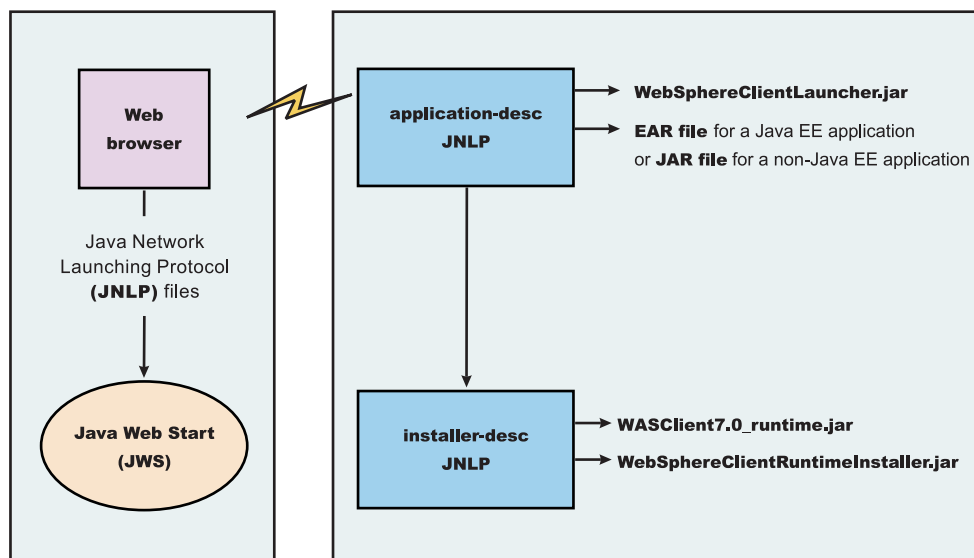 Web
browser
Java Network
Launching Protocol
(JNLP) files
Java Web Start
(JWS)
application-desc
JNLP
WebSphereClientLauncher.jar
EAR file for a Java EE application
or JAR file for a non-Java EE application
installer-desc
JNLP
WASClient7.0_runtime.jar
WebSphereClientRuntimeInstaller.jar